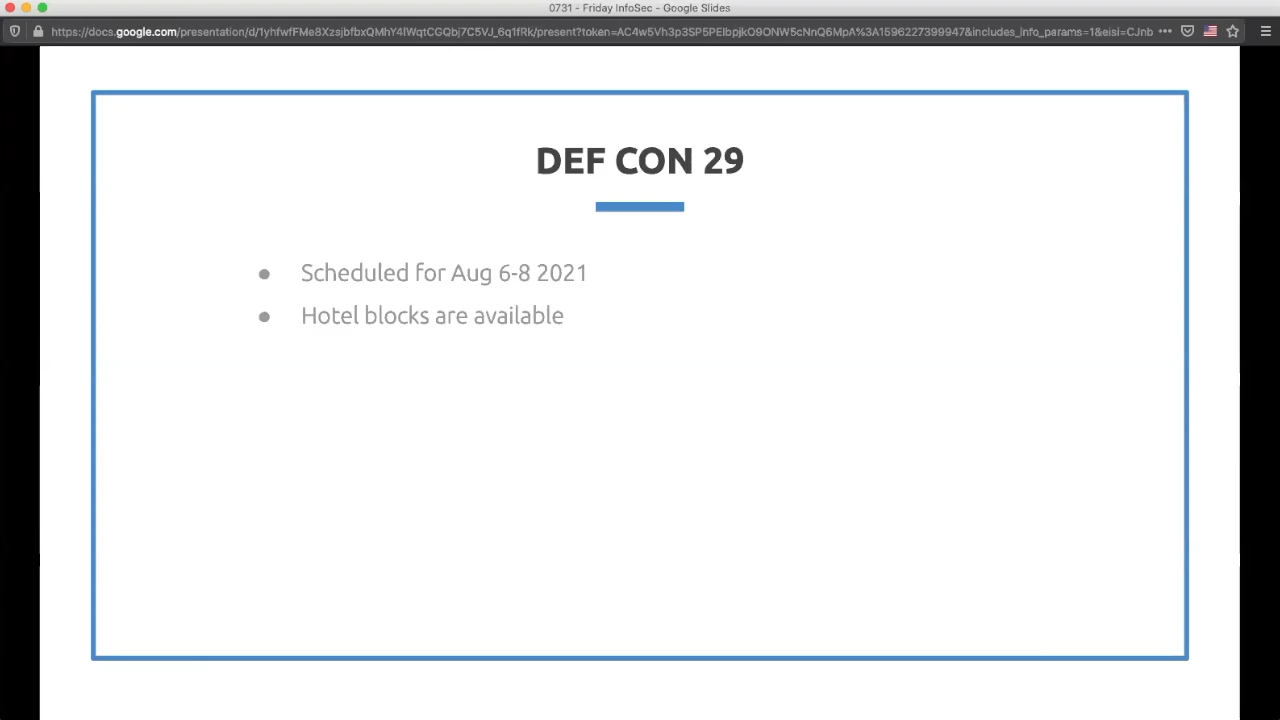 0731 - Friday InfoSec - Google Slides
DEF CON 29
● Scheduled for Aug 6-8 2021
● Hotel blocks are available